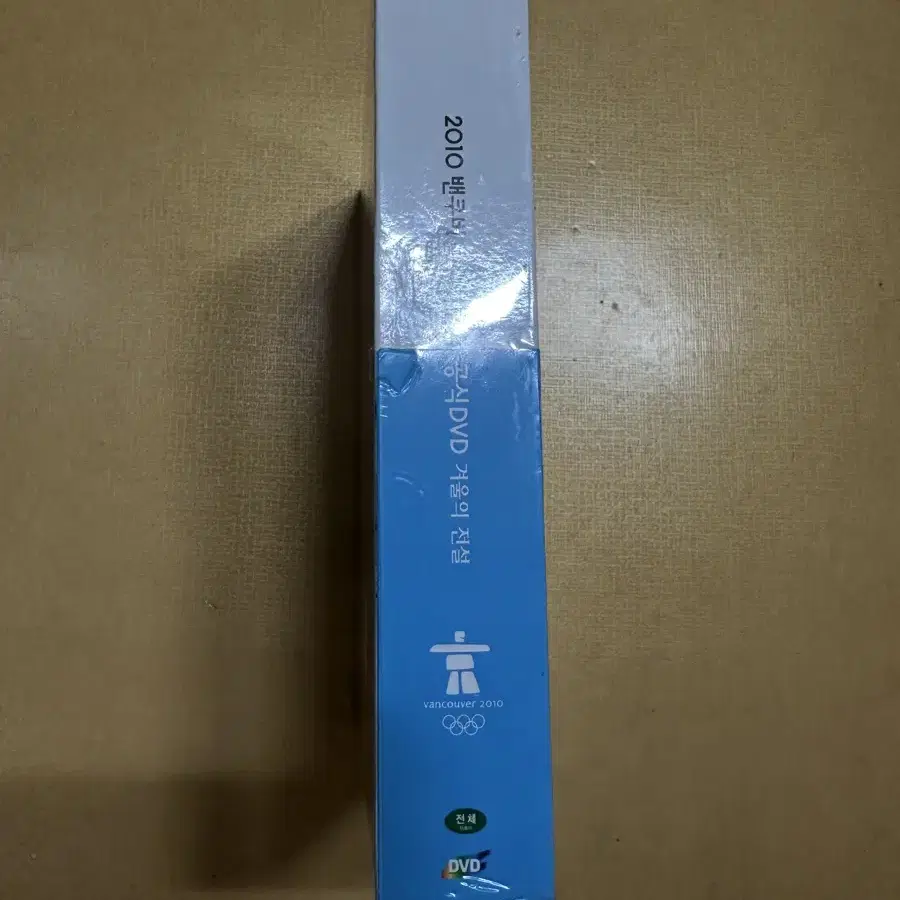 2010 밴쿠버
공식DVD 겨울의 전설
vancouver 2010
전체
DVD